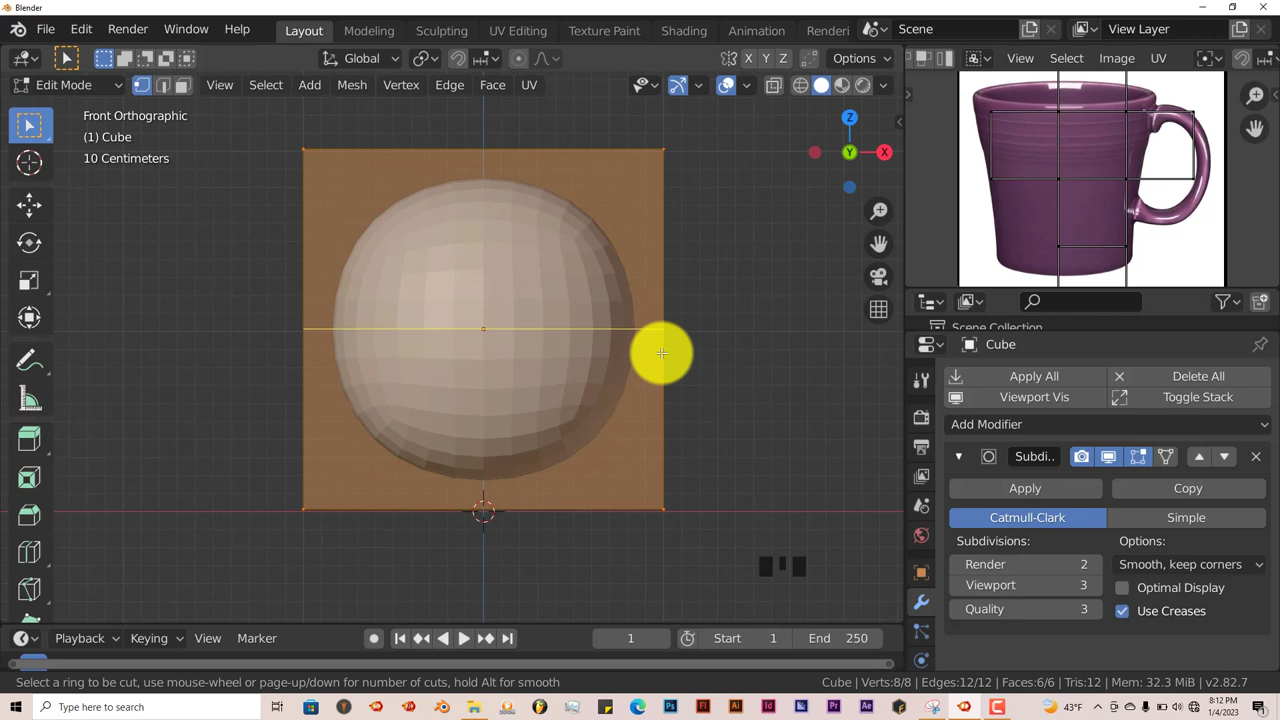 Blender
File Edit Render Window Help Layout Modeling Sculpting UV Editing Texture Paint Shading Animation Renderi Scene View Layer
Global X Y Z Options View Select Image UV
Edit Mode View Select Add Mesh Vertex Edge Face UV
Front Orthographic
(1) Cube
10 Centimeters
Z
X
Y
Scene Collection
Cube
Apply All Delete All
Viewport Vis Toggle Stack
Add Modifier
Subdi..
Apply Copy
Catmull-Clark Simple
Subdivisions: Options:
Render 2 Smooth, keep corners
Viewport 3 Optimal Display
Quality 3 Use Creases
Playback Keying View Marker 1 Start 1 End 250
Select a ring to be cut, use mouse-wheel or page-up/down for number of cuts, hold Alt for smooth Cube | Verts:8/8 | Edges:12/12 | Faces:6/6 | Tris:12 | Mem: 32.3 MiB | v2.82.7
Type here to search 43°F 8:12 PM
1/4/2023